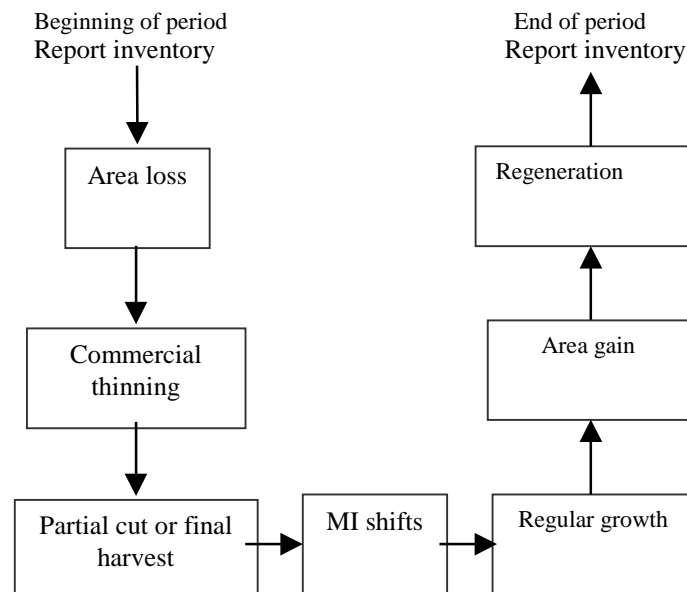 Beginning of period
Report inventory
Area loss
Commercial
thinning
Partial cut or final
harvest
MI shifts
Regular growth
Area gain
Regeneration
End of period
Report inventory